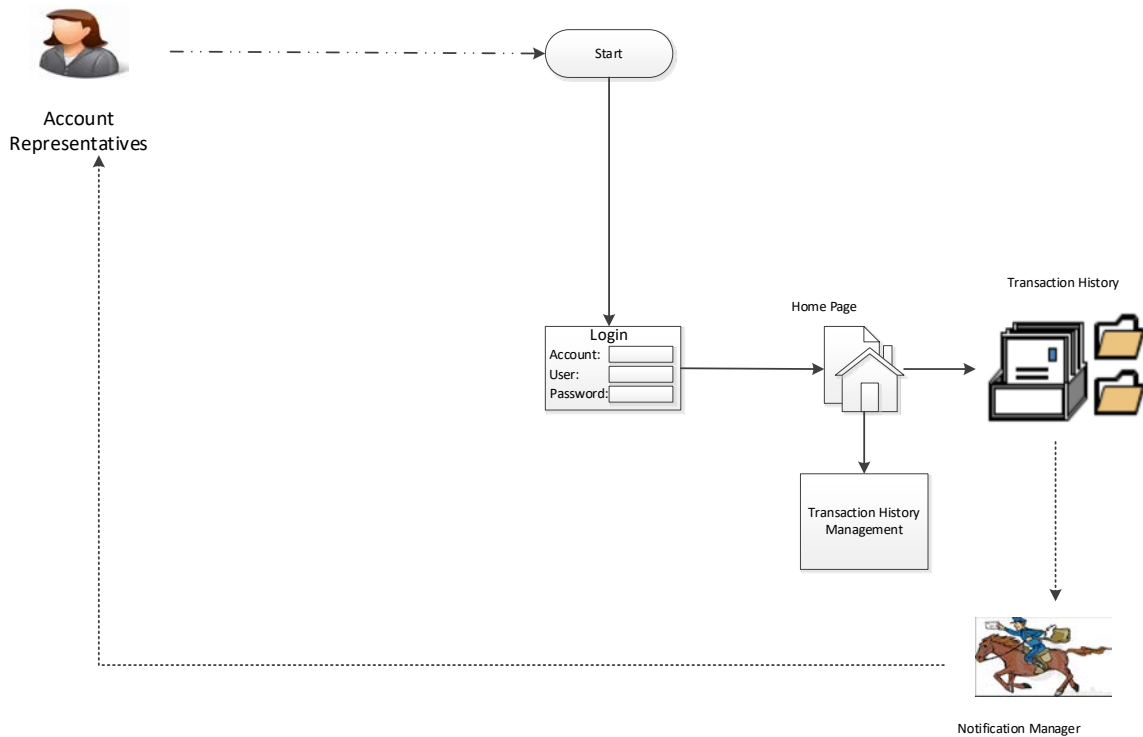 Start
Account
Representatives
Transaction History
Home Page
Login
Account:
User:
Password:
Transaction History
Management
Notification Manager